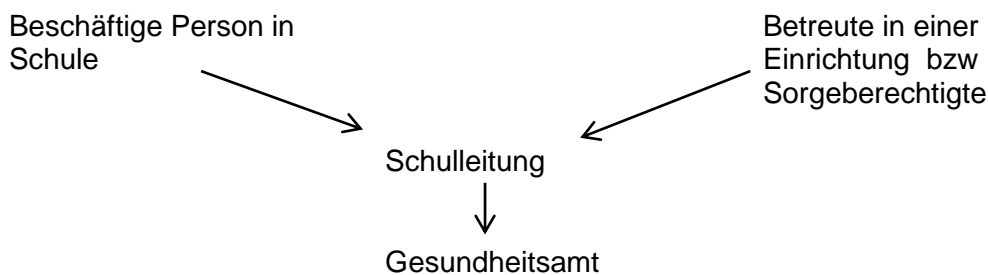 Beschäftige Person in
Schule
Betreute in einer
Einrichtung bzw
Sorgeberechtigte
Schulleitung
Gesundheitsamt